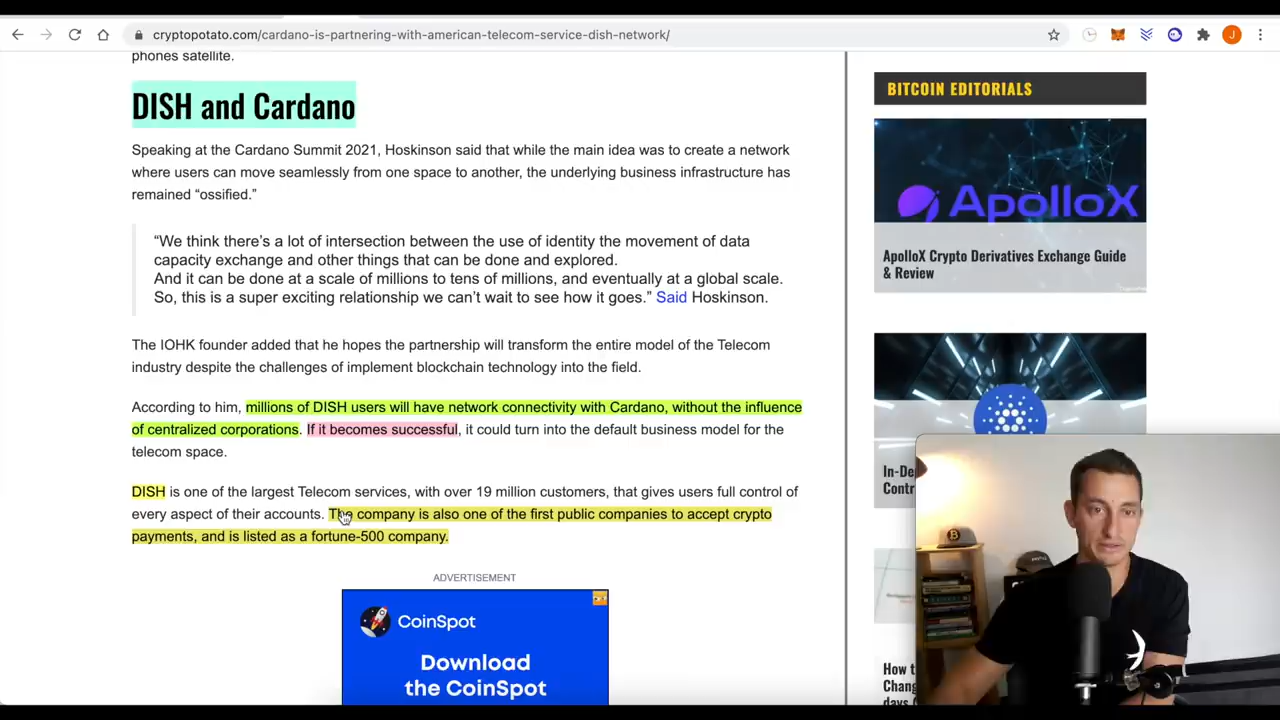 cryptopotato.com/cardano-is-partnering-with-american-telecom-service-dish-network/
J
phones satellite.
DISH and Cardano
Speaking at the Cardano Summit 2021, Hoskinson said that while the main idea was to create a network
where users can move seamlessly from one space to another, the underlying business infrastructure has
remained “ossified.”
“We think there’s a lot of intersection between the use of identity the movement of data
capacity exchange and other things that can be done and explored.
And it can be done at a scale of millions to tens of millions, and eventually at a global scale.
So, this is a super exciting relationship we can’t wait to see how it goes.” Said Hoskinson.
The IOHK founder added that he hopes the partnership will transform the entire model of the Telecom
industry despite the challenges of implement blockchain technology into the field.
According to him, millions of DISH users will have network connectivity with Cardano, without the influence
of centralized corporations. If it becomes successful, it could turn into the default business model for the
telecom space.
DISH is one of the largest Telecom services, with over 19 million customers, that gives users full control of
every aspect of their accounts. The company is also one of the first public companies to accept crypto
payments, and is listed as a fortune-500 company.
ADVERTISEMENT
CoinSpot
Download
the CoinSpot
BITCOIN EDITORIALS
ApolloX
ApolloX Crypto Derivatives Exchange Guide
& Review
In-De
Contr
How t
Chang
days (